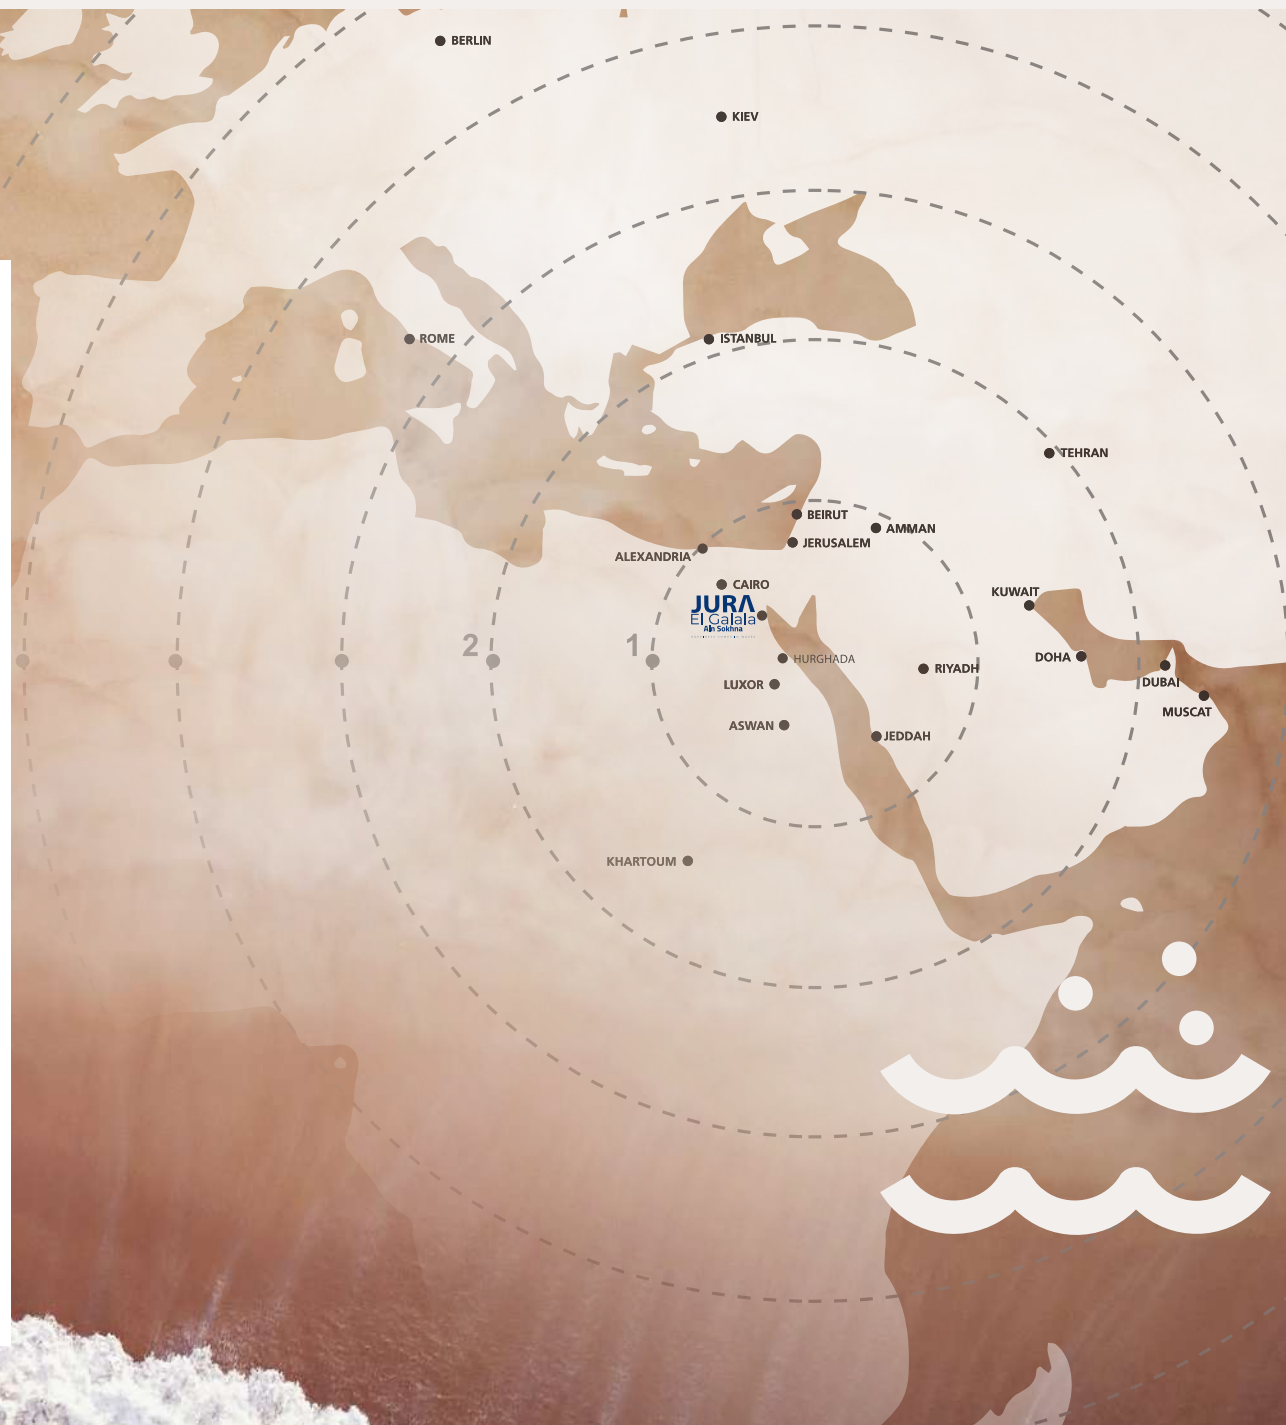 BERLIN
KIEV
ROME
ISTANBUL
TEHRAN
BEIRUT
AMMAN
JERUSALEM
ALEXANDRIA
CAIRO
KUWAIT
JURA
El Galala
Ain Sokhna
2
1
HURGHADA
DOHA
RIYADH
LUXOR
DUBAI
MUSCAT
ASWAN
JEDDAH
KHARTOUM